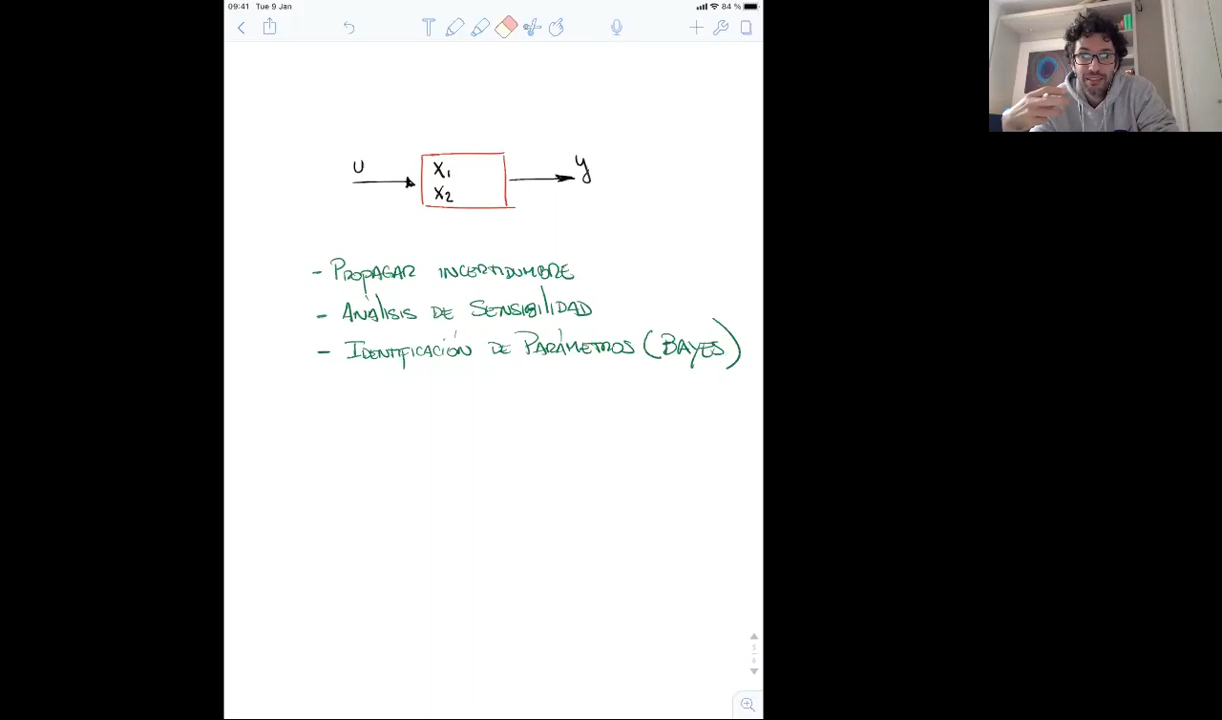 09:41 Tue 9 Jan 84 %
U
X1
X2
y
- PROPAGAR INCERTIDUMBRE
- ANÁLISIS DE SENSIBILIDAD
- IDENTIFICACIÓN DE PARÁMETROS (BAYES)